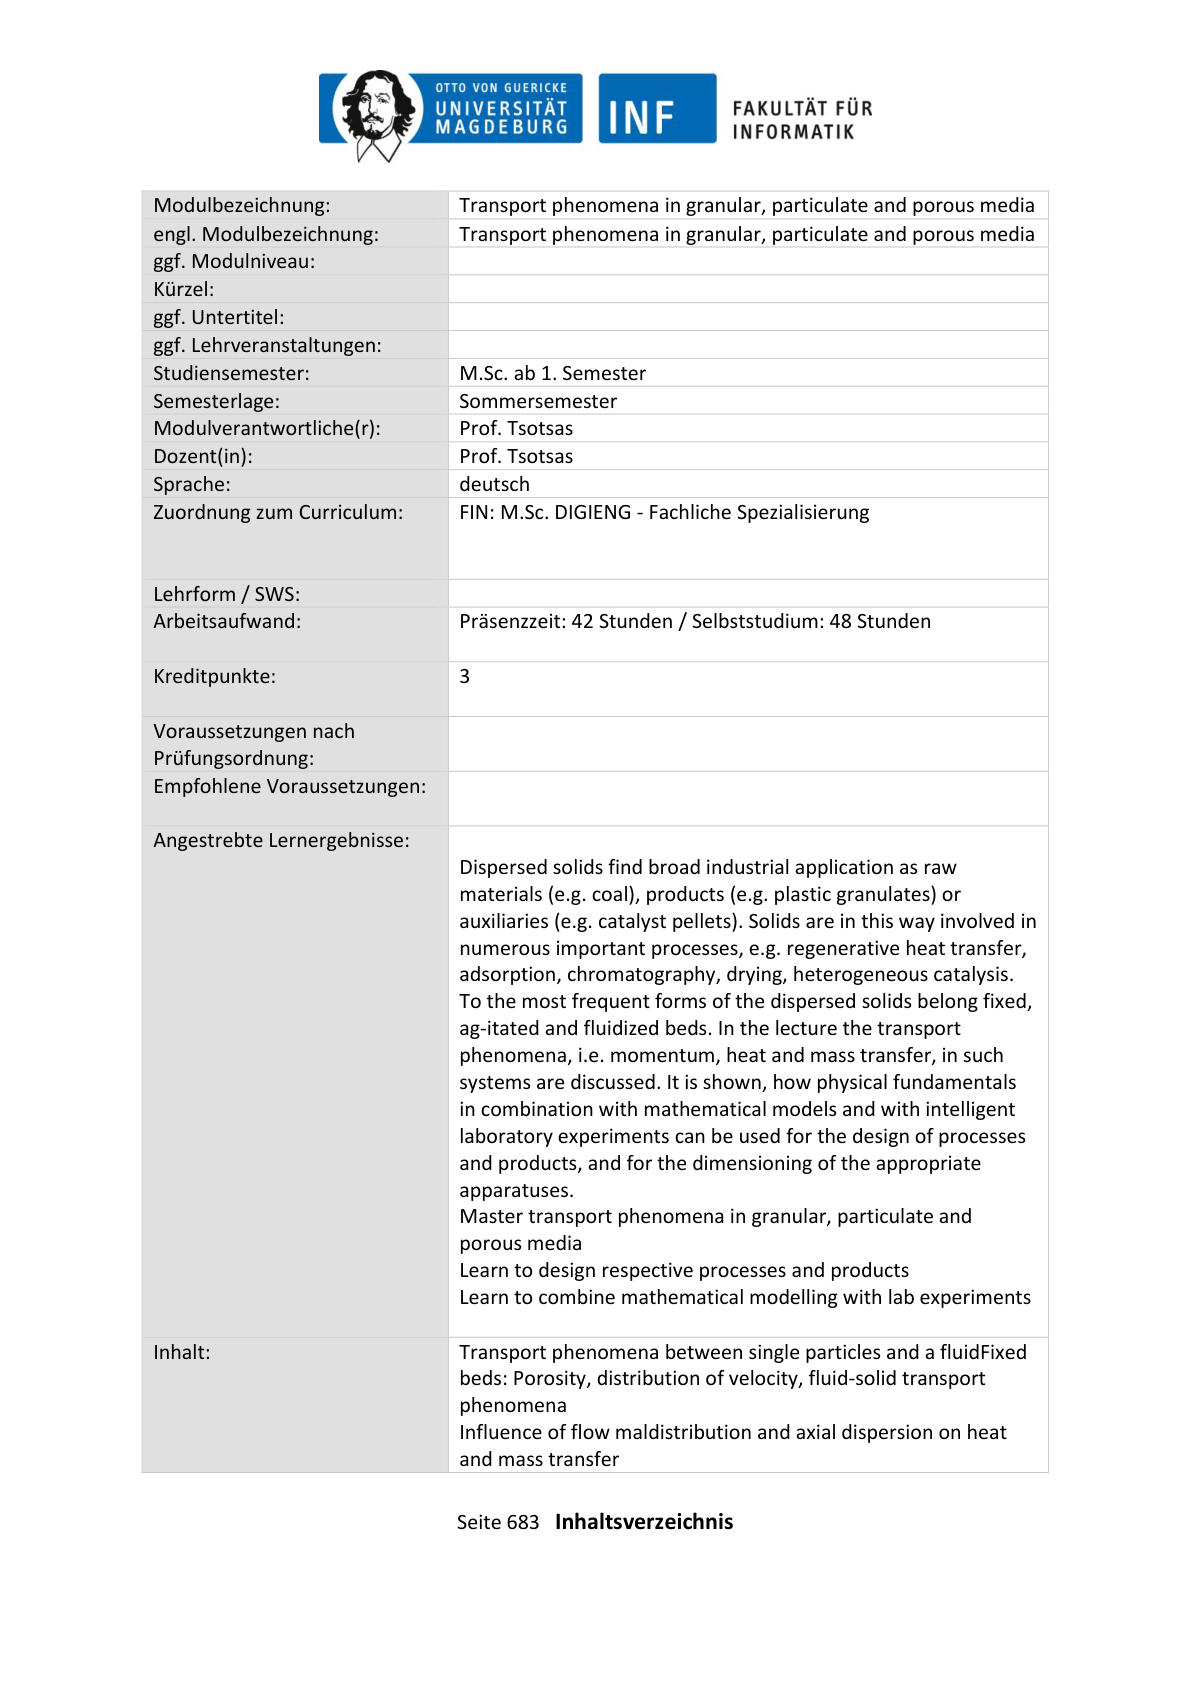 OTTO VON GUERICKE
UNIVERSITÄT
MAGDEBURG
INF
FAKULTÄT FÜR
INFORMATIK
Modulbezeichnung: Transport phenomena in granular, particulate and porous media
engl. Modulbezeichnung: Transport phenomena in granular, particulate and porous media
ggf. Modulniveau:
Kürzel:
ggf. Untertitel:
ggf. Lehrveranstaltungen:
Studiensemester: M.Sc. ab 1. Semester
Semesterlage: Sommersemester
Modulverantwortliche(r): Prof. Tsotsas
Dozent(in): Prof. Tsotsas
Sprache: deutsch
Zuordnung zum Curriculum: FIN: M.Sc. DIGIENG - Fachliche Spezialisierung
Lehrform / SWS:
Arbeitsaufwand: Präsenzzeit: 42 Stunden / Selbststudium: 48 Stunden
Kreditpunkte: 3
Voraussetzungen nach
Prüfungsordnung:
Empfohlene Voraussetzungen:
Angestrebte Lernergebnisse:
Dispersed solids find broad industrial application as raw
materials (e.g. coal), products (e.g. plastic granulates) or
auxiliaries (e.g. catalyst pellets). Solids are in this way involved in
numerous important processes, e.g. regenerative heat transfer,
adsorption, chromatography, drying, heterogeneous catalysis.
To the most frequent forms of the dispersed solids belong fixed,
ag-itated and fluidized beds. In the lecture the transport
phenomena, i.e. momentum, heat and mass transfer, in such
systems are discussed. It is shown, how physical fundamentals
in combination with mathematical models and with intelligent
laboratory experiments can be used for the design of processes
and products, and for the dimensioning of the appropriate
apparatuses.
Master transport phenomena in granular, particulate and
porous media
Learn to design respective processes and products
Learn to combine mathematical modelling with lab experiments
Inhalt: Transport phenomena between single particles and a fluidFixed
beds: Porosity, distribution of velocity, fluid-solid transport
phenomena
Influence of flow maldistribution and axial dispersion on heat
and mass transfer
Seite 683 Inhaltsverzeichnis